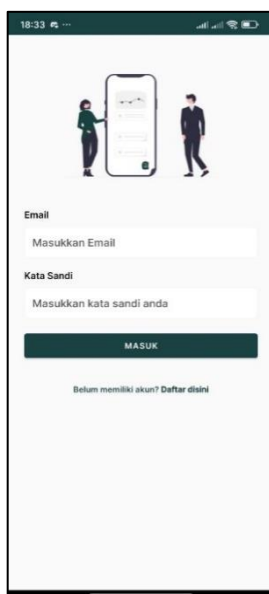 18:33
Email
Masukkan Email
Kata Sandi
Masukkan kata sandi anda
MASUK
Belum memiliki akun? Daftar disini